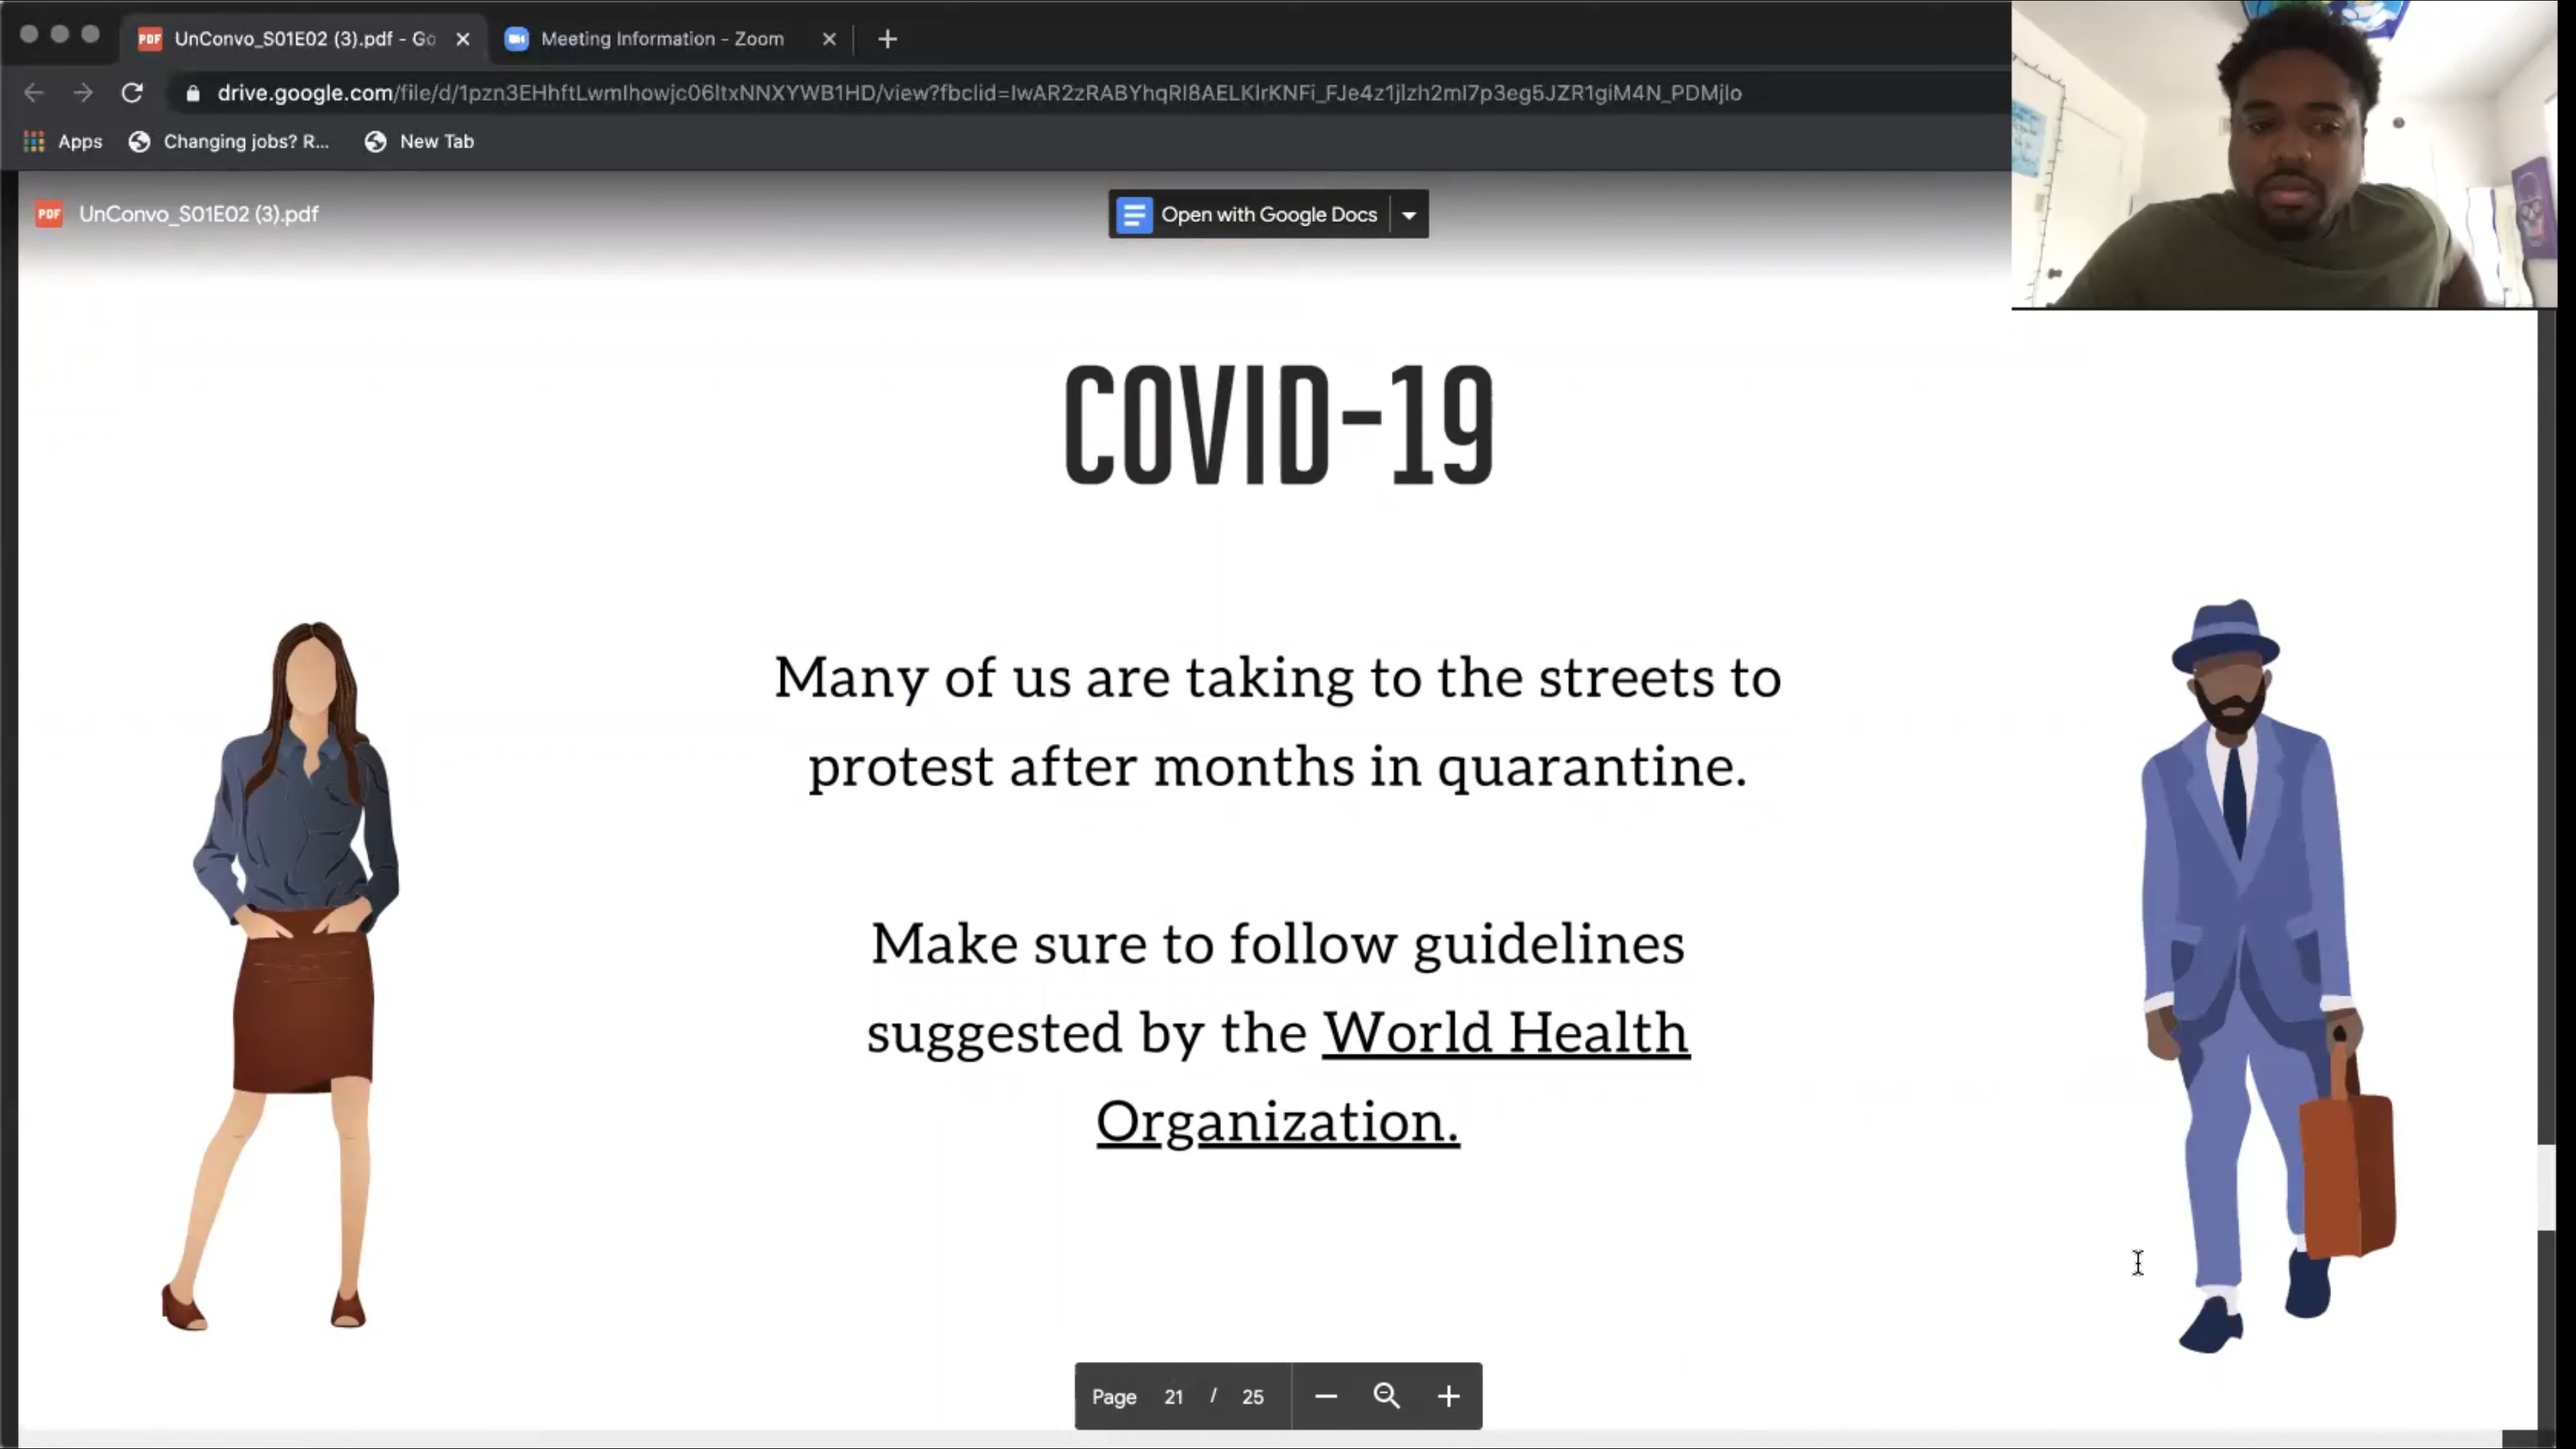 UnConvo_S01E02 (3).pdf - Go
Meeting Information - Zoom
drive.google.com/file/d/1pzn3EHhftLwmIhowjc06ltxNNXYWB1HD/view?fbclid=IwAR2zRABYhqRI8AELKlrKNFi_FJe4z1jlzh2mI7p3eg5JZR1giM4N_PDMjlo
Apps
Changing jobs? R...
New Tab
PDF
UnConvo_S01E02 (3).pdf
Open with Google Docs
COVID-19
Many of us are taking to the streets to
protest after months in quarantine.
Make sure to follow guidelines
suggested by the World Health
Organization.
Page 21 / 25